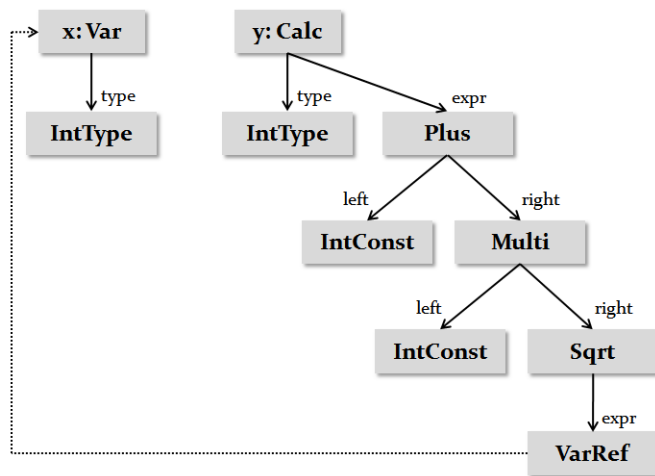 x: Var
y: Calc
type
type
expr
IntType
IntType
Plus
left
right
IntConst
Multi
left
right
IntConst
Sqrt
expr
VarRef